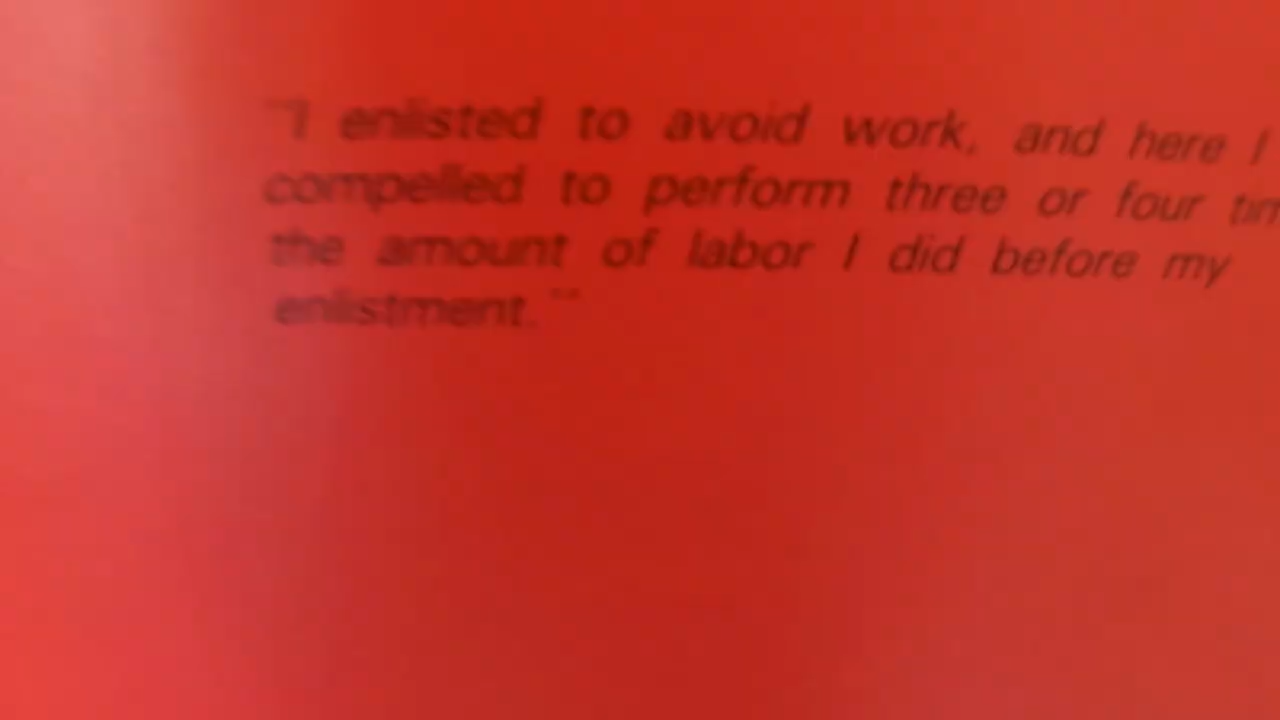 "I enlisted to avoid work, and here I
compelled to perform three or four tim
the amount of labor I did before my
enlistment."